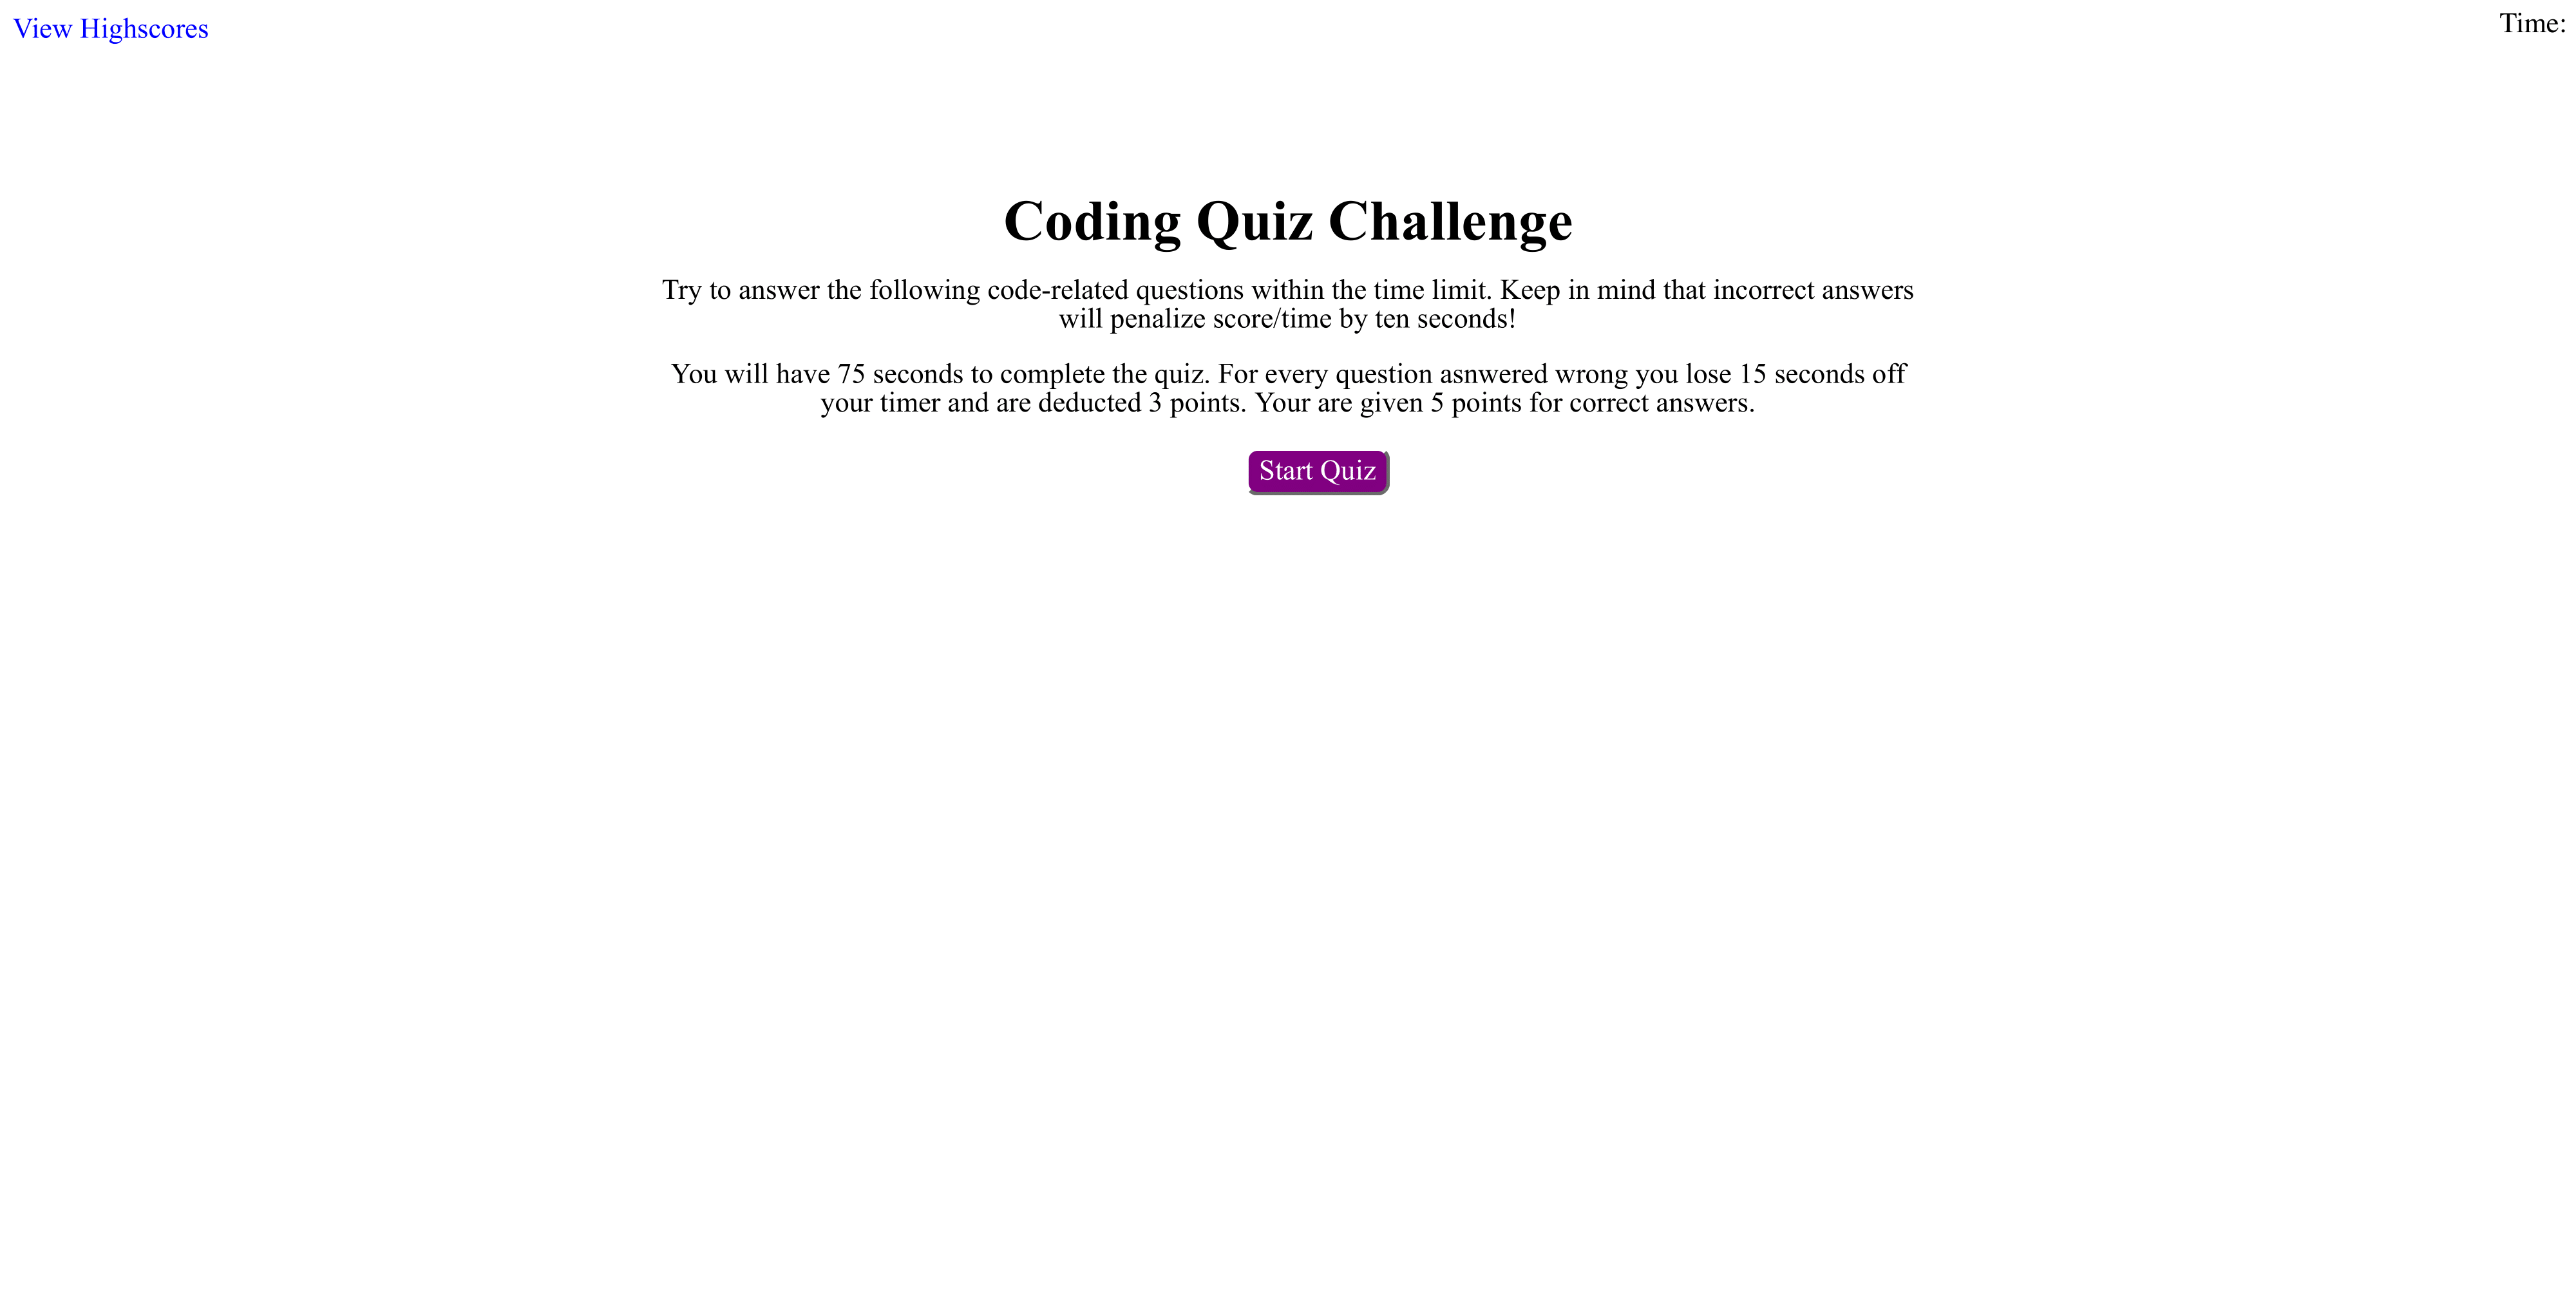 View Highscores
Time:
Coding Quiz Challenge
Try to answer the following code-related questions within the time limit. Keep in mind that incorrect answers
will penalize score/time by ten seconds!
You will have 75 seconds to complete the quiz. For every question asnwered wrong you lose 15 seconds off
your timer and are deducted 3 points. Your are given 5 points for correct answers.
Start Quiz